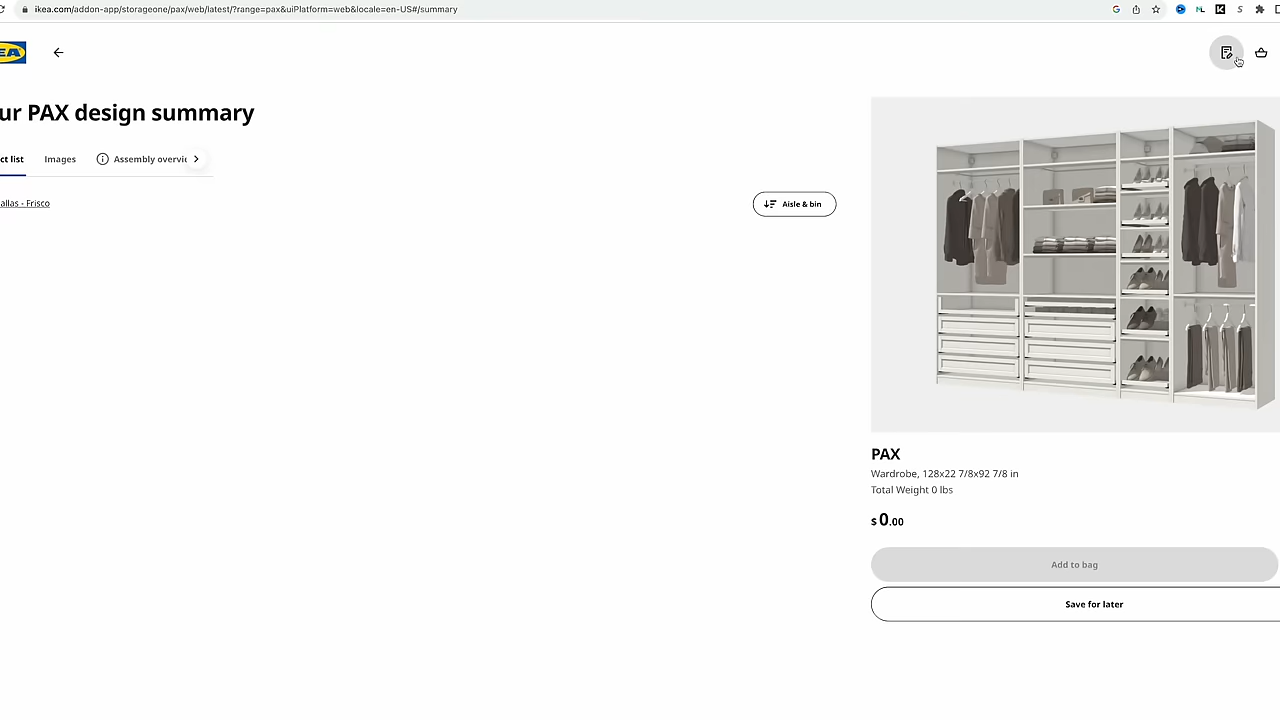 ikea.com/addon-app/storageone/pax/web/latest/?range=pax&uiPlatform=web&locale=en-US#/summary
EA
ur PAX design summary
ct list Images Assembly overvi
allas - Frisco
Aisle & bin
PAX
Wardrobe, 128x22 7/8x92 7/8 in
Total Weight 0 lbs
$0.00
Add to bag
Save for later